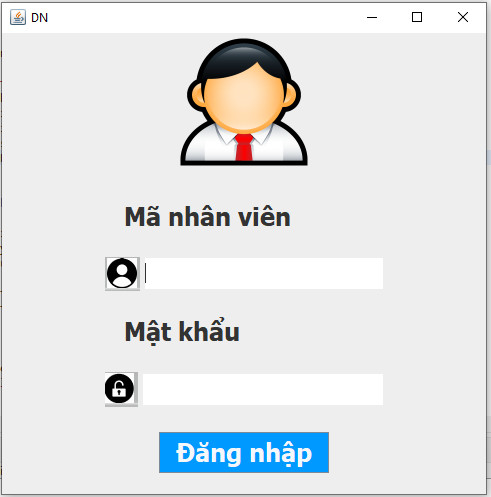 DN
Mã nhân viên
Mật khẩu
Đăng nhập